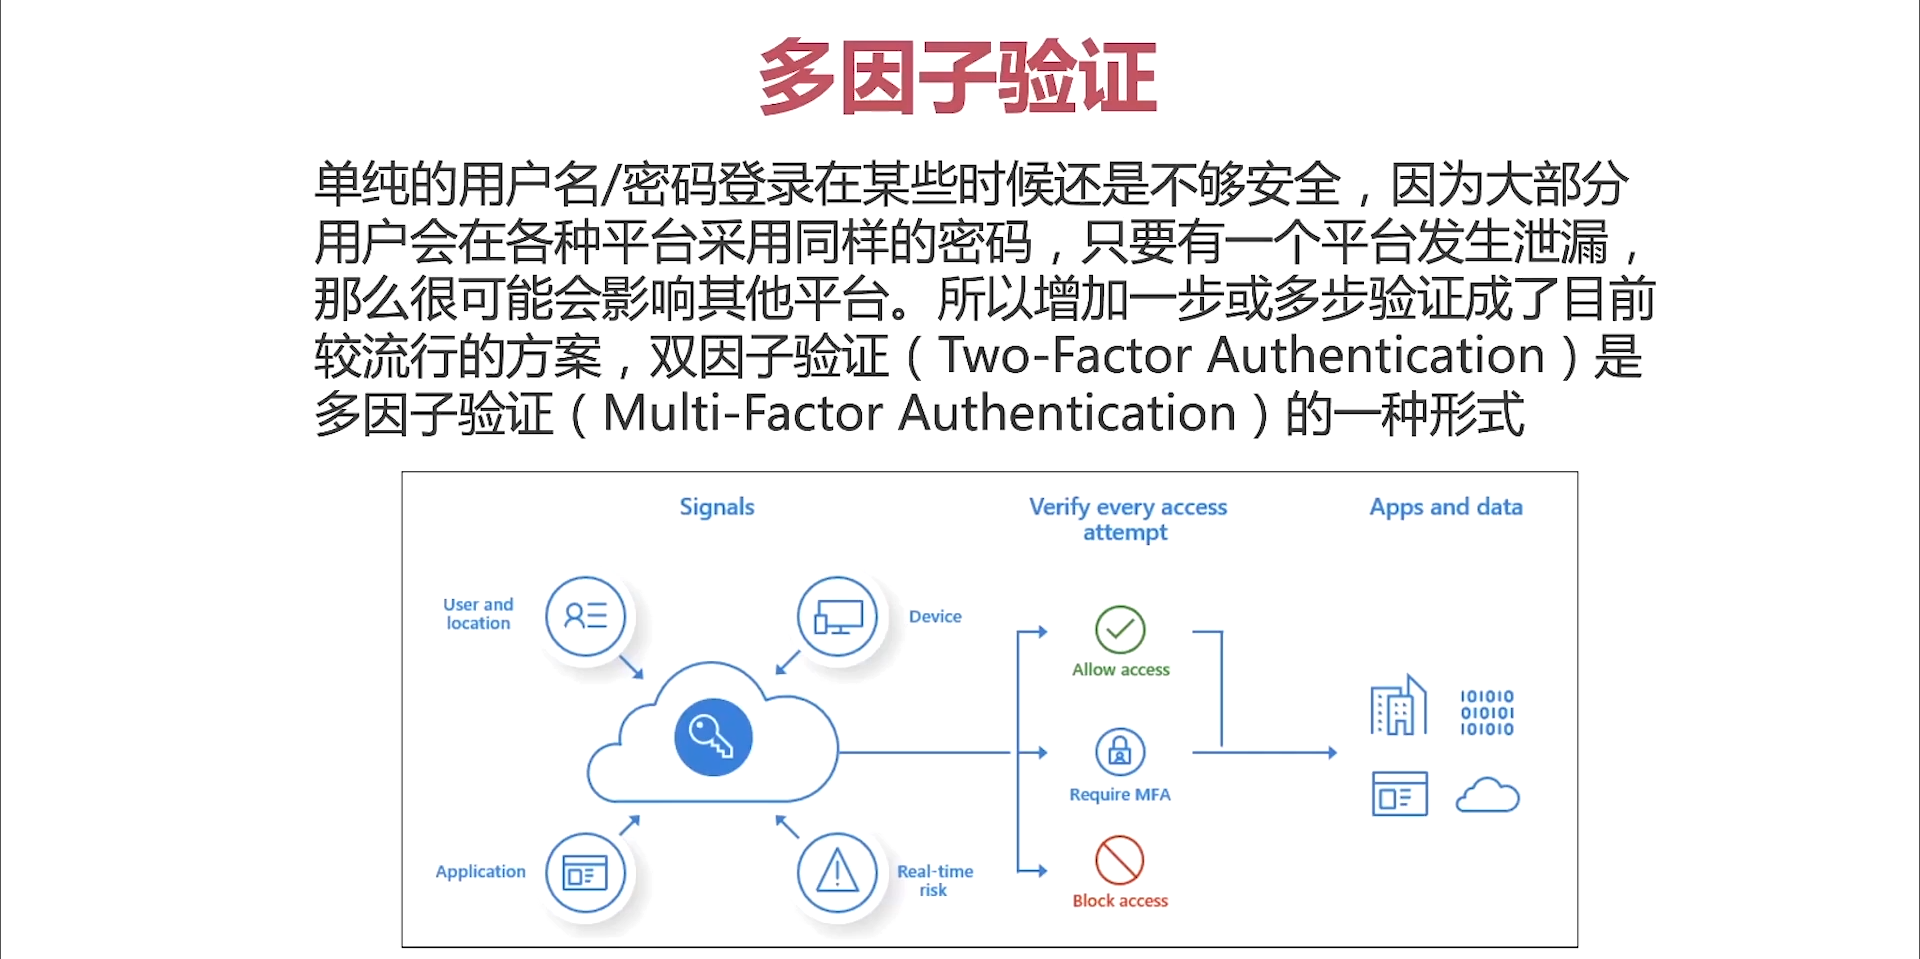 多因子验证
单纯的用户名/密码登录在某些时候还是不够安全，因为大部分
用户会在各种平台采用同样的密码，只要有一个平台发生泄漏，
那么很可能会影响其他平台。所以增加一步或多步验证成了目前
较流行的方案，双因子验证（Two-Factor Authentication）是
多因子验证（Multi-Factor Authentication）的一种形式
Signals
Verify every access
attempt
Apps and data
User and
location
Device
Allow access
101010
010101
101010
Require MFA
Application
Real-time
risk
Block access